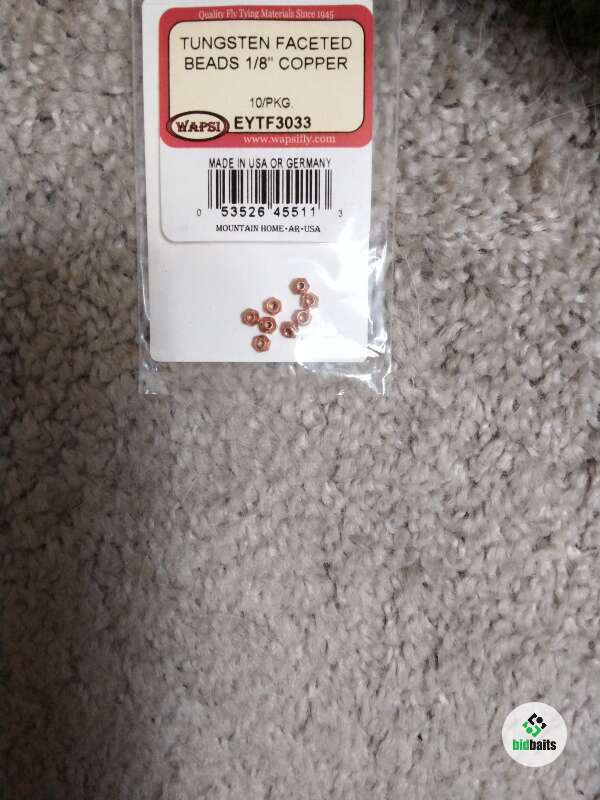 Quality Fly Tying Materials Since 1945
TUNGSTEN FACETED
BEADS 1/8" COPPER
10/PKG.
WAPSI EYTF3033
www.wapsifly.com
MADE IN USA OR GERMANY
0 53526 45511 3
MOUNTAIN HOME•AR•USA
bidbaits